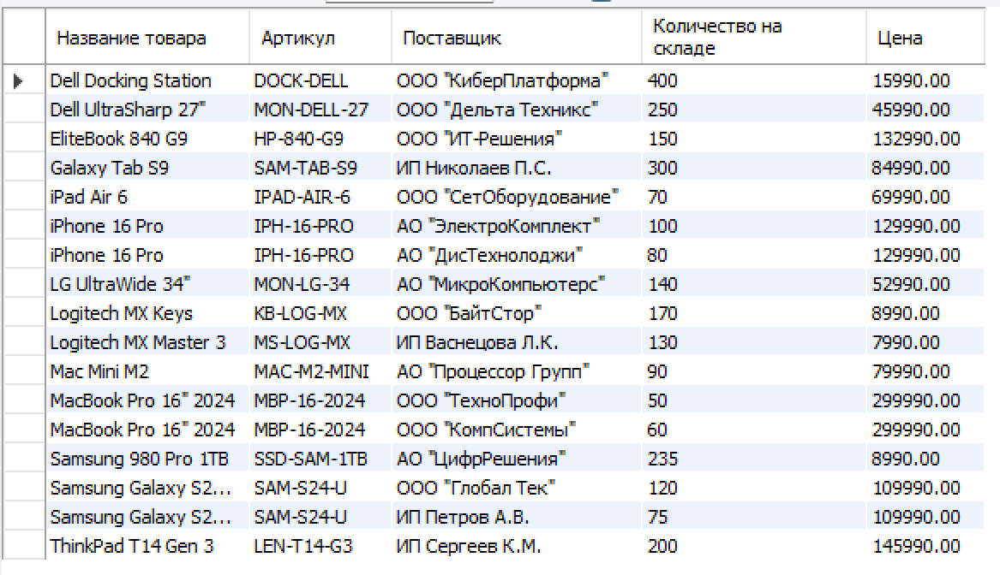 Название товара Артикул Поставщик Количество на складе Цена
Dell Docking Station DOCK-DELL ООО "КиберПлатформа" 400 15990.00
Dell UltraSharp 27" MON-DELL-27 ООО "Дельта Техникс" 250 45990.00
EliteBook 840 G9 HP-840-G9 ООО "ИТ-Решения" 150 132990.00
Galaxy Tab S9 SAM-TAB-S9 ИП Николаев П.С. 300 84990.00
iPad Air 6 IPAD-AIR-6 ООО "СетОборудование" 70 69990.00
iPhone 16 Pro IPH-16-PRO АО "ЭлектроКомплект" 100 129990.00
iPhone 16 Pro IPH-16-PRO АО "ДисТехнолоджи" 80 129990.00
LG UltraWide 34" MON-LG-34 АО "МикроКомпьютерс" 140 52990.00
Logitech MX Keys KB-LOG-MX ООО "БайтСтор" 170 8990.00
Logitech MX Master 3 MS-LOG-MX ИП Васнецова Л.К. 130 7990.00
Mac Mini M2 MAC-M2-MINI АО "Процессор Групп" 90 79990.00
MacBook Pro 16" 2024 MBP-16-2024 ООО "ТехноПрофи" 50 299990.00
MacBook Pro 16" 2024 MBP-16-2024 ООО "КомпСистемы" 60 299990.00
Samsung 980 Pro 1TB SSD-SAM-1TB АО "ЦифрРешения" 235 8990.00
Samsung Galaxy S2... SAM-S24-U ООО "Глобал Тек" 120 109990.00
Samsung Galaxy S2... SAM-S24-U ИП Петров А.В. 75 109990.00
ThinkPad T14 Gen 3 LEN-T14-G3 ИП Сергеев К.М. 200 145990.00